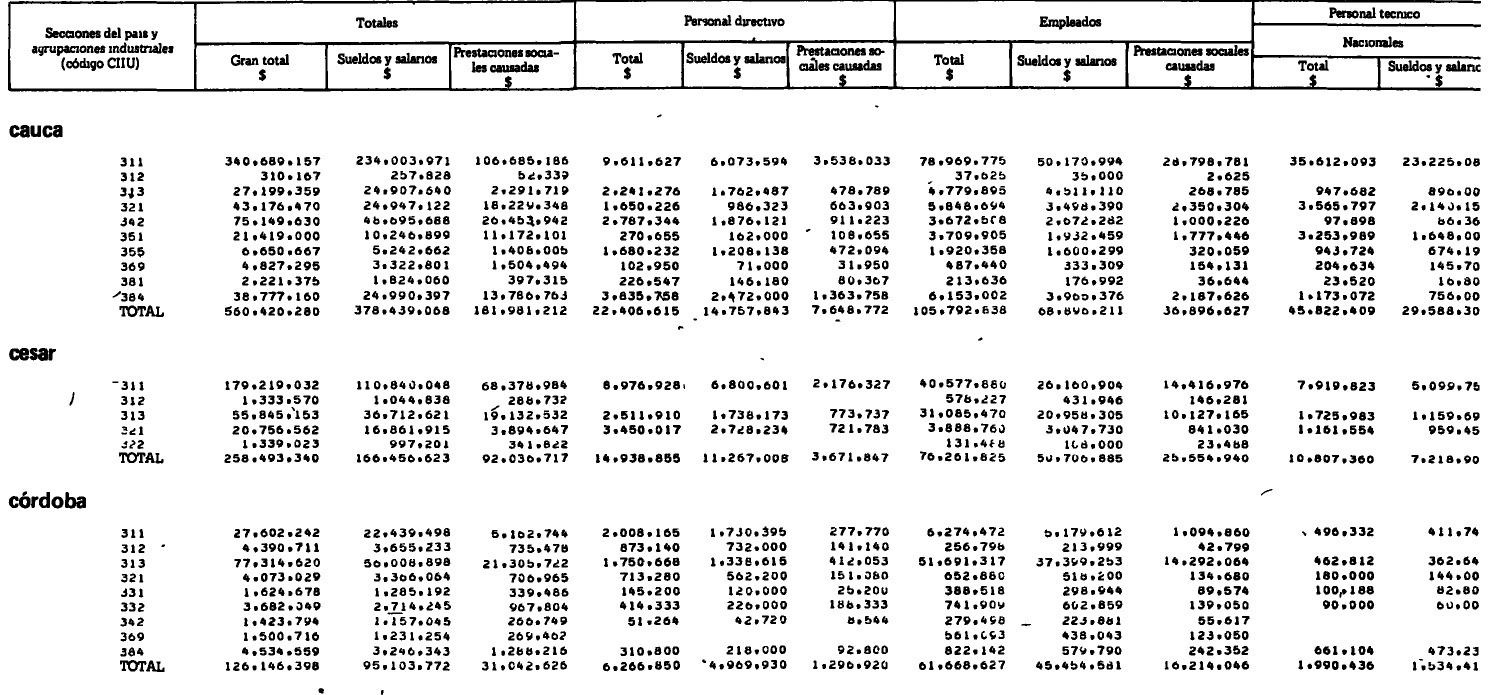 Secciones del país y agrupaciones industriales (código CIIU) Totales Personal directivo Empleados Personal técnico
Nacionales
Gran total $ Sueldos y salarios $ Prestaciones sociales causadas $ Total $ Sueldos y salarios $ Prestaciones sociales causadas $ Total $ Sueldos y salarios $ Prestaciones sociales causadas $ Total $ Sueldos y salario $
cauca
311 340.689.157 234.003.971 106.685.186 9.611.627 6.073.594 3.538.033 78.969.775 50.170.994 28.798.781 35.612.093 23.225.08
312 310.167 257.828 52.339 37.625 35.000 2.625
313 27.199.359 24.907.640 2.291.719 2.241.276 1.762.487 478.789 4.779.895 4.511.110 268.785 947.682 896.00
321 43.176.470 24.947.122 18.229.348 1.650.226 986.323 663.903 5.848.694 3.498.390 2.350.304 3.565.797 2.140.15
342 75.149.630 48.695.688 26.453.942 2.787.344 1.876.121 911.223 3.672.508 2.672.282 1.000.226 97.898 86.36
351 21.419.000 10.246.899 11.172.101 270.655 162.000 108.655 3.709.905 1.932.459 1.777.446 3.253.989 1.648.00
355 6.650.667 5.242.662 1.408.005 1.680.232 1.208.138 472.094 1.920.358 1.600.299 320.059 943.724 674.19
369 4.827.295 3.322.801 1.504.494 102.950 71.000 31.950 487.440 333.309 154.131 204.634 145.70
381 2.221.375 1.824.060 397.315 226.547 146.180 80.367 213.636 176.992 36.644 23.520 16.80
384 38.777.160 24.990.397 13.786.763 3.835.758 2.472.000 1.363.758 6.153.002 3.965.376 2.187.626 1.173.072 756.00
TOTAL 560.420.280 378.439.068 181.981.212 22.406.615 14.757.843 7.648.772 105.792.838 68.896.211 36.896.627 45.822.409 29.588.30
cesar
311 179.219.032 110.840.048 68.378.984 8.976.928 6.800.601 2.176.327 40.577.880 26.160.904 14.416.976 7.919.823 5.099.75
312 1.333.570 1.044.838 288.732 578.227 431.946 146.281
313 55.845.153 36.712.621 19.132.532 2.511.910 1.738.173 773.737 31.085.470 20.958.305 10.127.165 1.725.983 1.159.69
321 20.756.562 16.861.915 3.894.647 3.450.017 2.728.234 721.783 3.888.760 3.047.730 841.030 1.161.554 959.45
322 1.339.023 997.201 341.822 131.488 108.000 23.488
TOTAL 258.493.340 166.456.623 92.036.717 14.938.855 11.267.008 3.671.847 76.261.825 50.706.885 25.554.940 10.807.360 7.218.90
córdoba
311 27.602.242 22.439.498 5.162.744 2.008.165 1.730.395 277.770 6.274.472 5.179.612 1.094.860 496.332 411.74
312 4.390.711 3.655.233 735.478 873.140 732.000 141.140 256.798 213.999 42.799
313 77.314.620 56.008.898 21.305.722 1.750.668 1.338.615 412.053 51.691.317 37.399.253 14.292.064 462.812 362.64
321 4.073.029 3.366.064 706.965 713.280 562.200 151.080 652.880 518.200 134.680 180.000 144.00
331 1.624.678 1.285.192 339.486 145.200 120.000 25.200 388.518 298.944 89.574 100.188 82.80
332 3.682.049 2.714.245 967.804 414.333 226.000 188.333 741.909 602.859 139.050 90.000 60.00
342 1.423.794 1.157.045 266.749 51.264 42.720 8.544 279.498 223.881 55.617
369 1.500.716 1.231.254 269.462 561.093 438.043 123.050
384 4.534.559 3.246.343 1.288.216 310.800 218.000 92.800 822.142 579.790 242.352 661.104 473.23
TOTAL 126.146.398 95.103.772 31.042.626 6.266.850 4.969.930 1.296.920 61.668.627 45.454.581 16.214.046 1.990.436 1.534.41